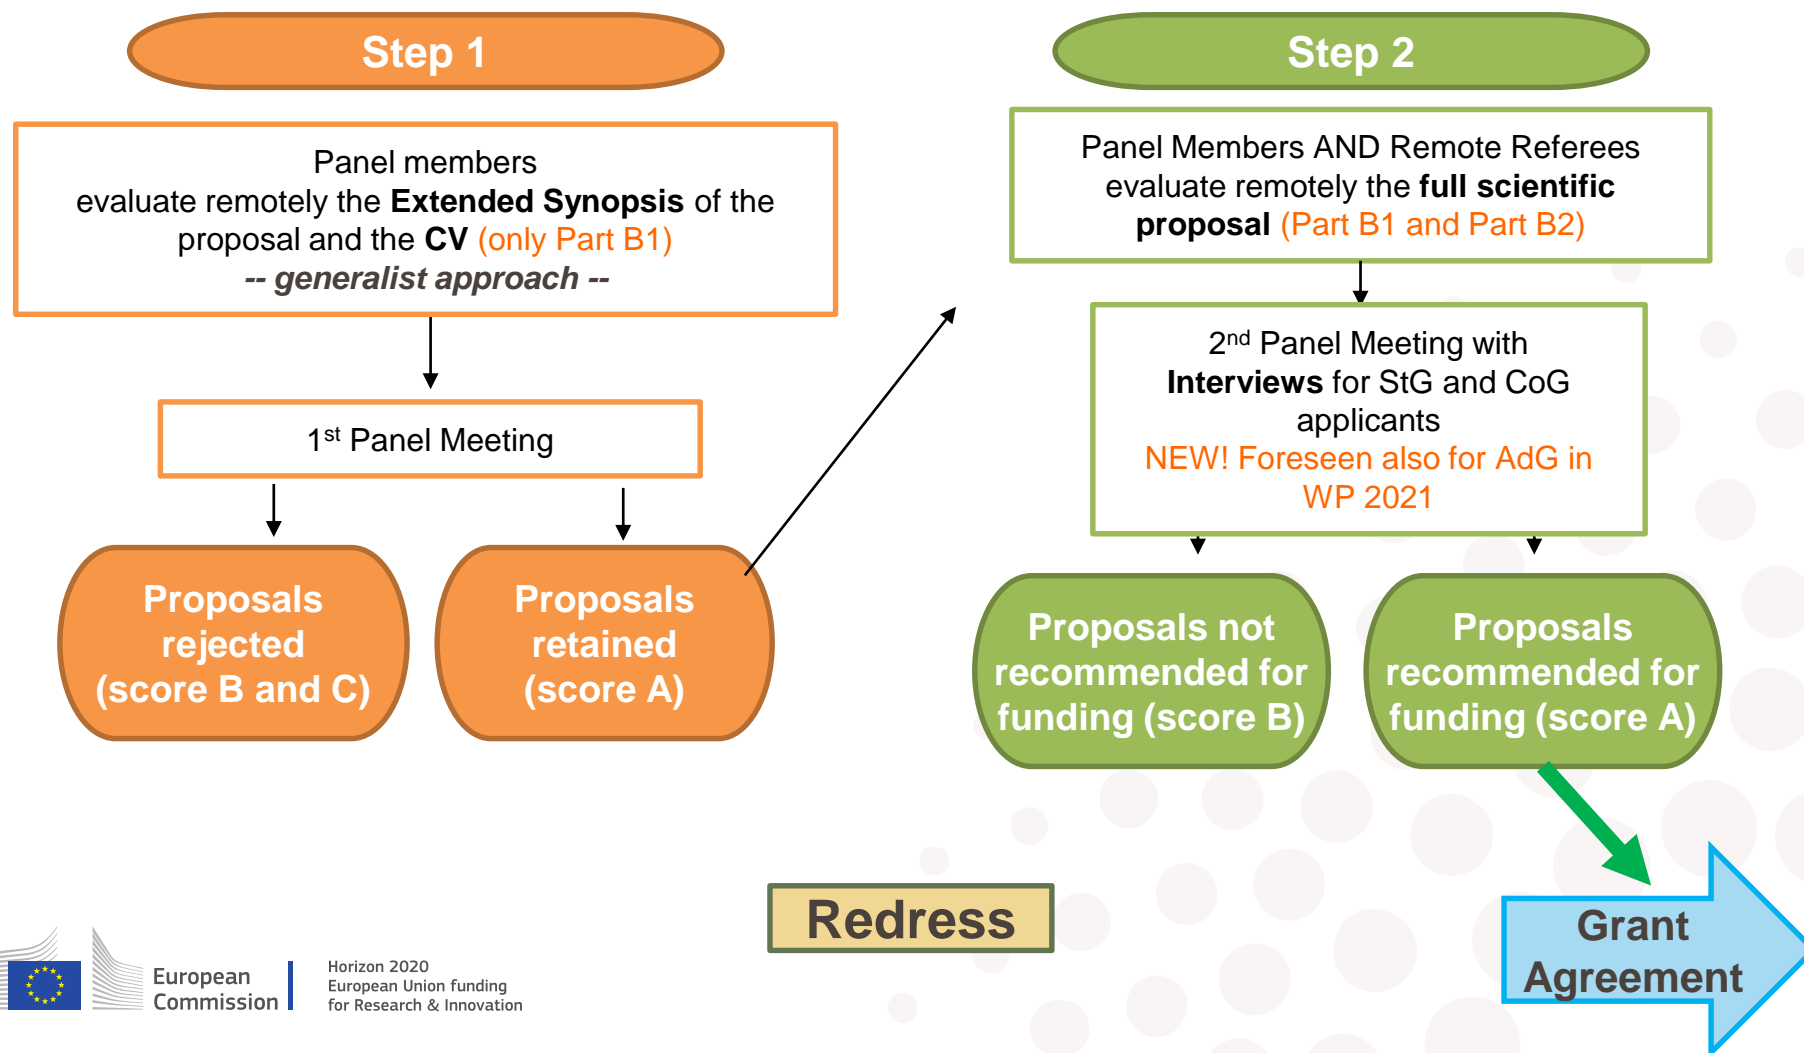 Step 1
Panel members
evaluate remotely the Extended Synopsis of the
proposal and the CV (only Part B1)
-- generalist approach --
1st Panel Meeting
Proposals
rejected
(score B and C)
Proposals
retained
(score A)
Step 2
Panel Members AND Remote Referees
evaluate remotely the full scientific
proposal (Part B1 and Part B2)
2nd Panel Meeting with
Interviews for StG and CoG
applicants
NEW! Foreseen also for AdG in
WP 2021
Proposals not
recommended for
funding (score B)
Proposals
recommended for
funding (score A)
Redress
Grant
Agreement
European
Commission
Horizon 2020
European Union funding
for Research & Innovation